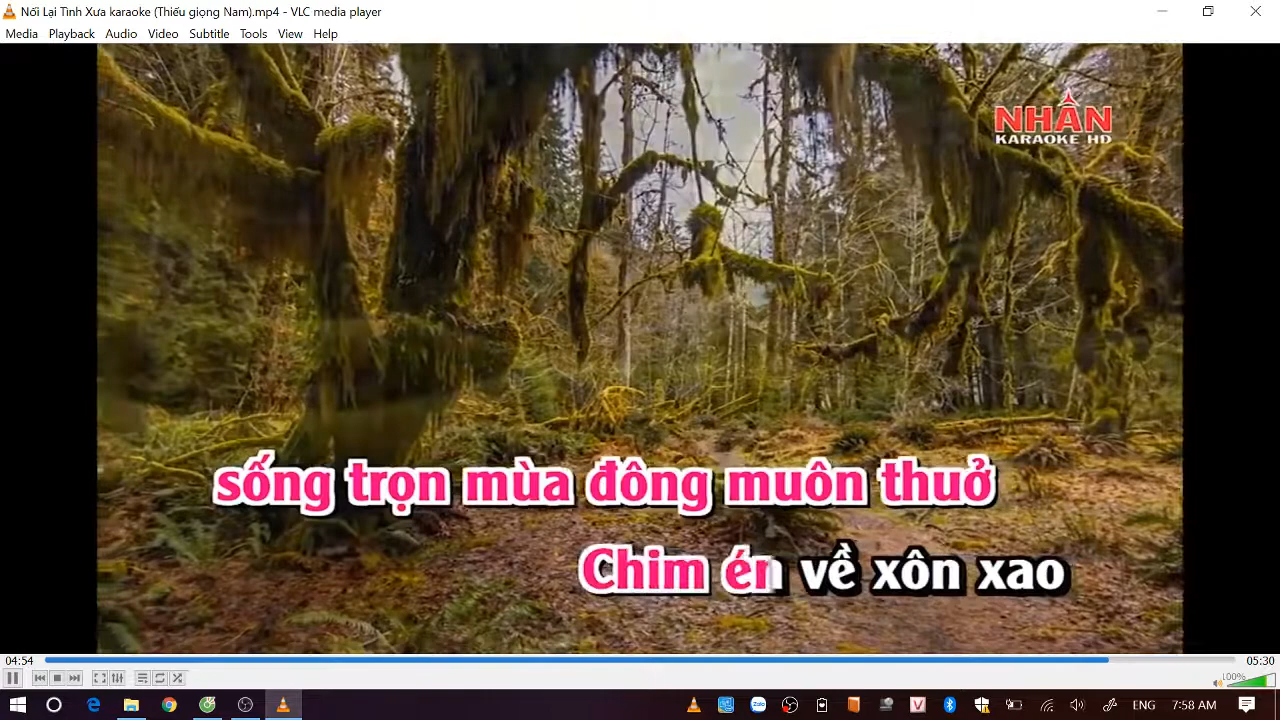 Nối Lại Tình Xưa karaoke (Thiếu giọng Nam).mp4 - VLC media player
Media Playback Audio Video Subtitle Tools View Help
NHÂN
KARAOKE HD
sống trọn mùa đông muôn thuở
Chim én về xôn xao
04:54
05:30
100%
Zalo
ENG
7:58 AM